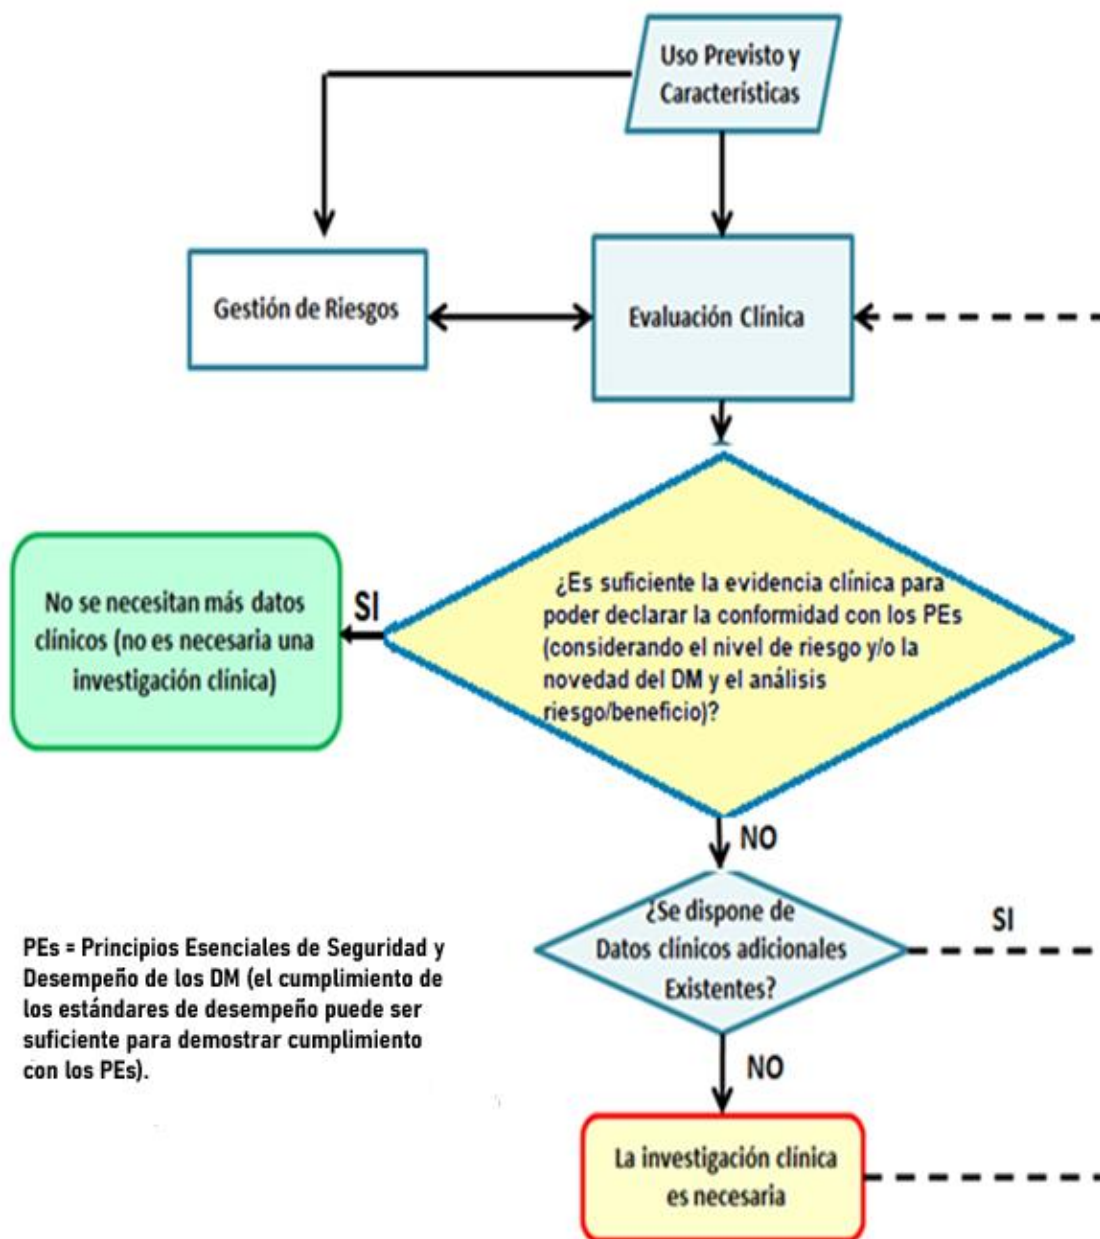 Uso Previsto y
Características
Gestión de Riesgos
Evaluación Clínica
¿Es suficiente la evidencia clínica para
poder declarar la conformidad con los PEs
(considerando el nivel de riesgo y/o la
novedad del DM y el análisis
riesgo/beneficio)?
SI
No se necesitan más datos
clínicos (no es necesaria una
investigación clínica)
NO
¿Se dispone de
Datos clínicos adicionales
Existentes?
SI
PEs = Principios Esenciales de Seguridad y
Desempeño de los DM (el cumplimiento de
los estándares de desempeño puede ser
suficiente para demostrar cumplimiento
con los PEs).
NO
La investigación clínica
es necesaria